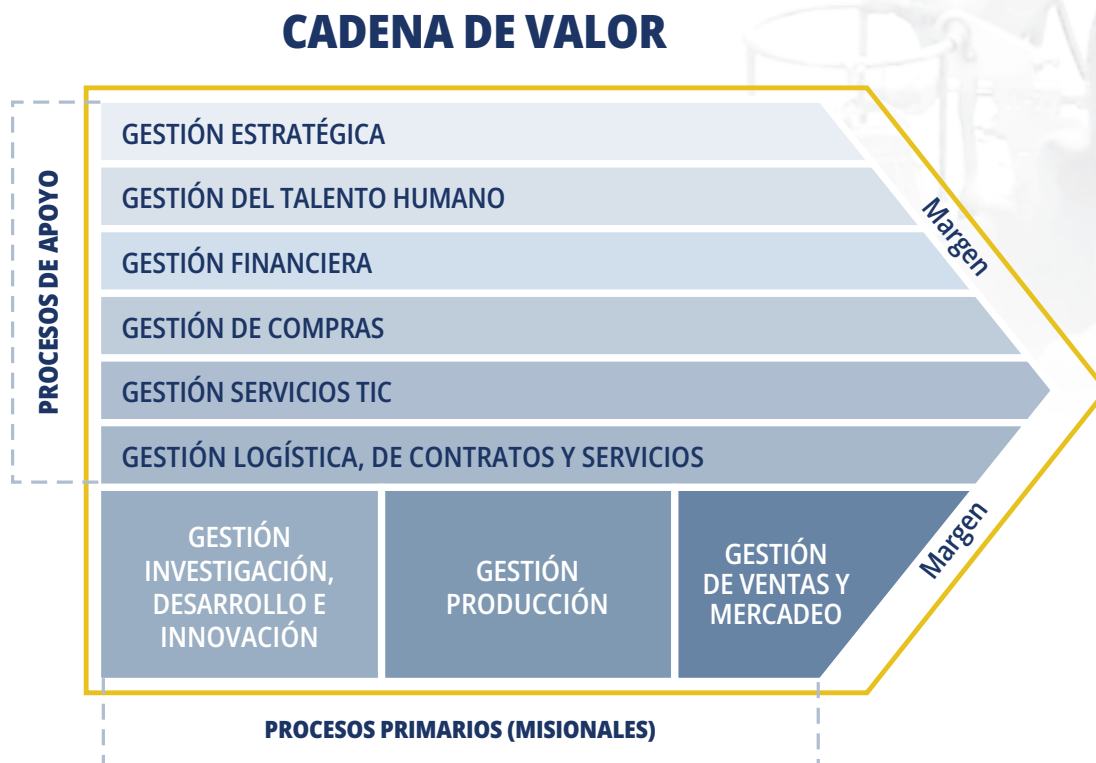 CADENA DE VALOR
PROCESOS DE APOYO
GESTIÓN ESTRATÉGICA
GESTIÓN DEL TALENTO HUMANO
GESTIÓN FINANCIERA
GESTIÓN DE COMPRAS
GESTIÓN SERVICIOS TIC
GESTIÓN LOGÍSTICA, DE CONTRATOS Y SERVICIOS
Margen
Margen
GESTIÓN
INVESTIGACIÓN,
DESARROLLO E
INNOVACIÓN
GESTIÓN
PRODUCCIÓN
GESTIÓN
DE VENTAS Y
MERCADEO
PROCESOS PRIMARIOS (MISIONALES)